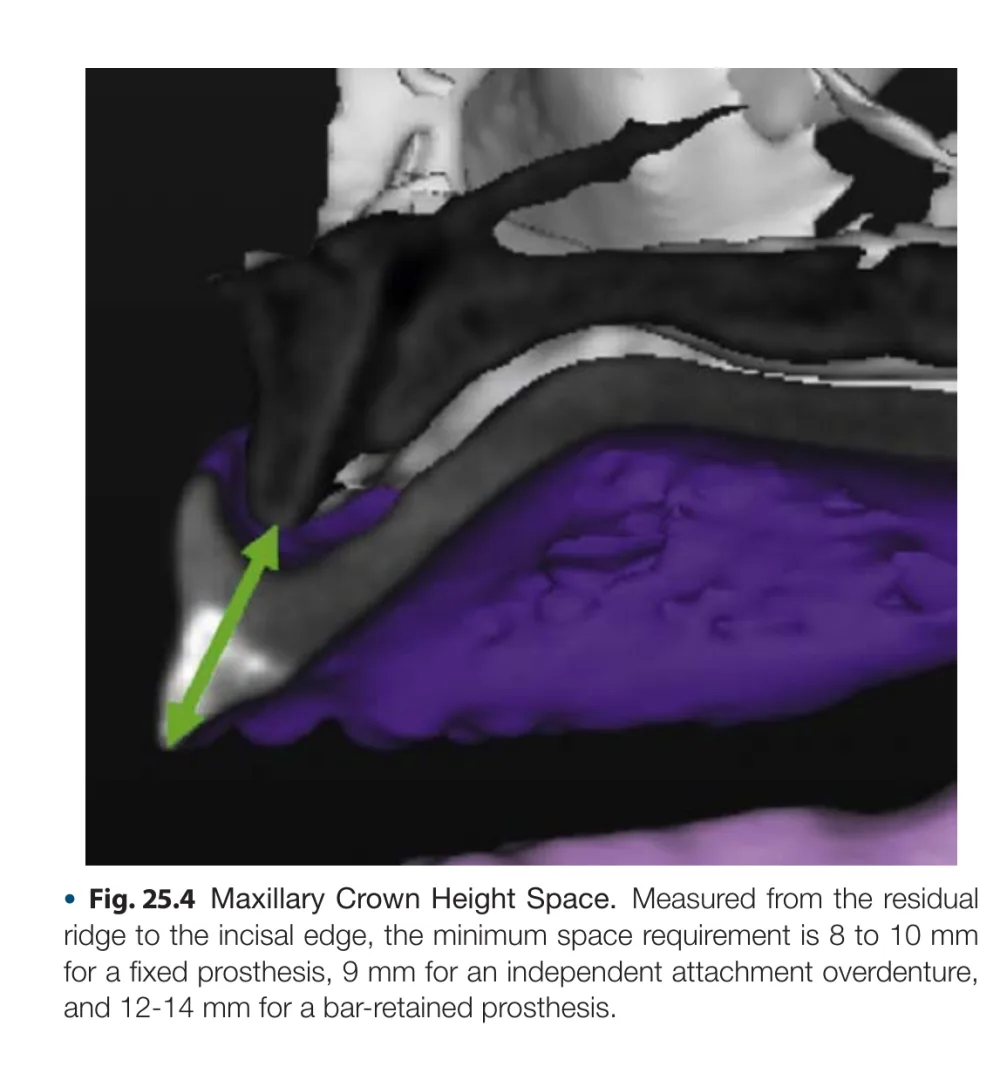 • Fig. 25.4 Maxillary Crown Height Space. Measured from the residual
ridge to the incisal edge, the minimum space requirement is 8 to 10 mm
for a fixed prosthesis, 9 mm for an independent attachment overdenture,
and 12-14 mm for a bar-retained prosthesis.